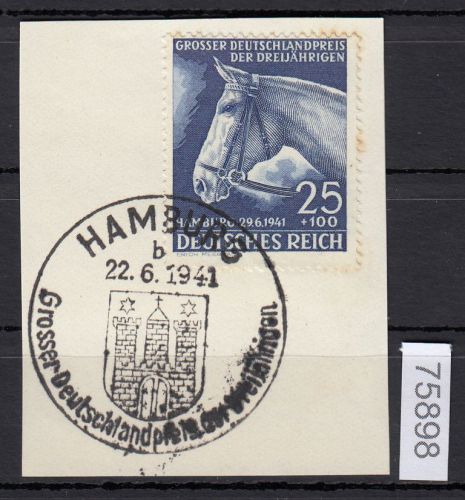 GROSSER DEUTSCHLANDPREIS
DER DREIJÄHRIGEN
25
+100
HAMBURG 29.6.1941
DEUTSCHES REICH
ERICH
HAMBURG
b
22.6.1941
Grosser-Deutschlandpreis der Dreijährigen
75898